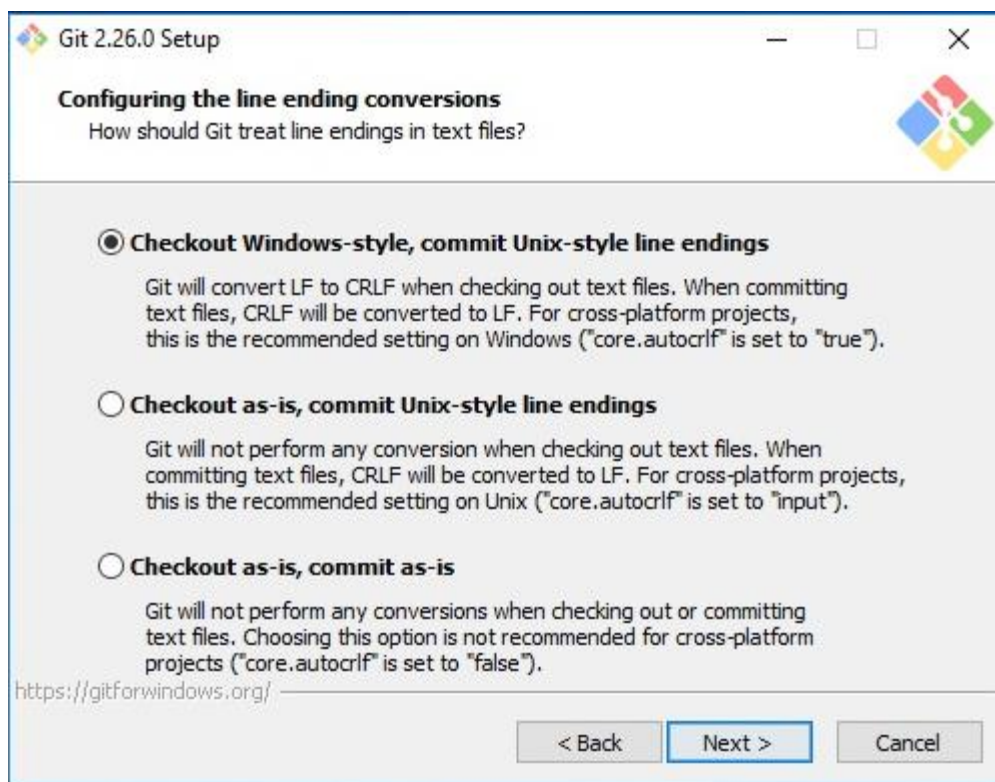 Git 2.26.0 Setup
Configuring the line ending conversions
How should Git treat line endings in text files?
Checkout Windows-style, commit Unix-style line endings
Git will convert LF to CRLF when checking out text files. When committing
text files, CRLF will be converted to LF. For cross-platform projects,
this is the recommended setting on Windows ("core.autocrlf" is set to "true").
Checkout as-is, commit Unix-style line endings
Git will not perform any conversion when checking out text files. When
committing text files, CRLF will be converted to LF. For cross-platform projects,
this is the recommended setting on Unix ("core.autocrlf" is set to "input").
Checkout as-is, commit as-is
Git will not perform any conversions when checking out or committing
text files. Choosing this option is not recommended for cross-platform
projects ("core.autocrlf" is set to "false").
https://gitforwindows.org/
< Back Next > Cancel